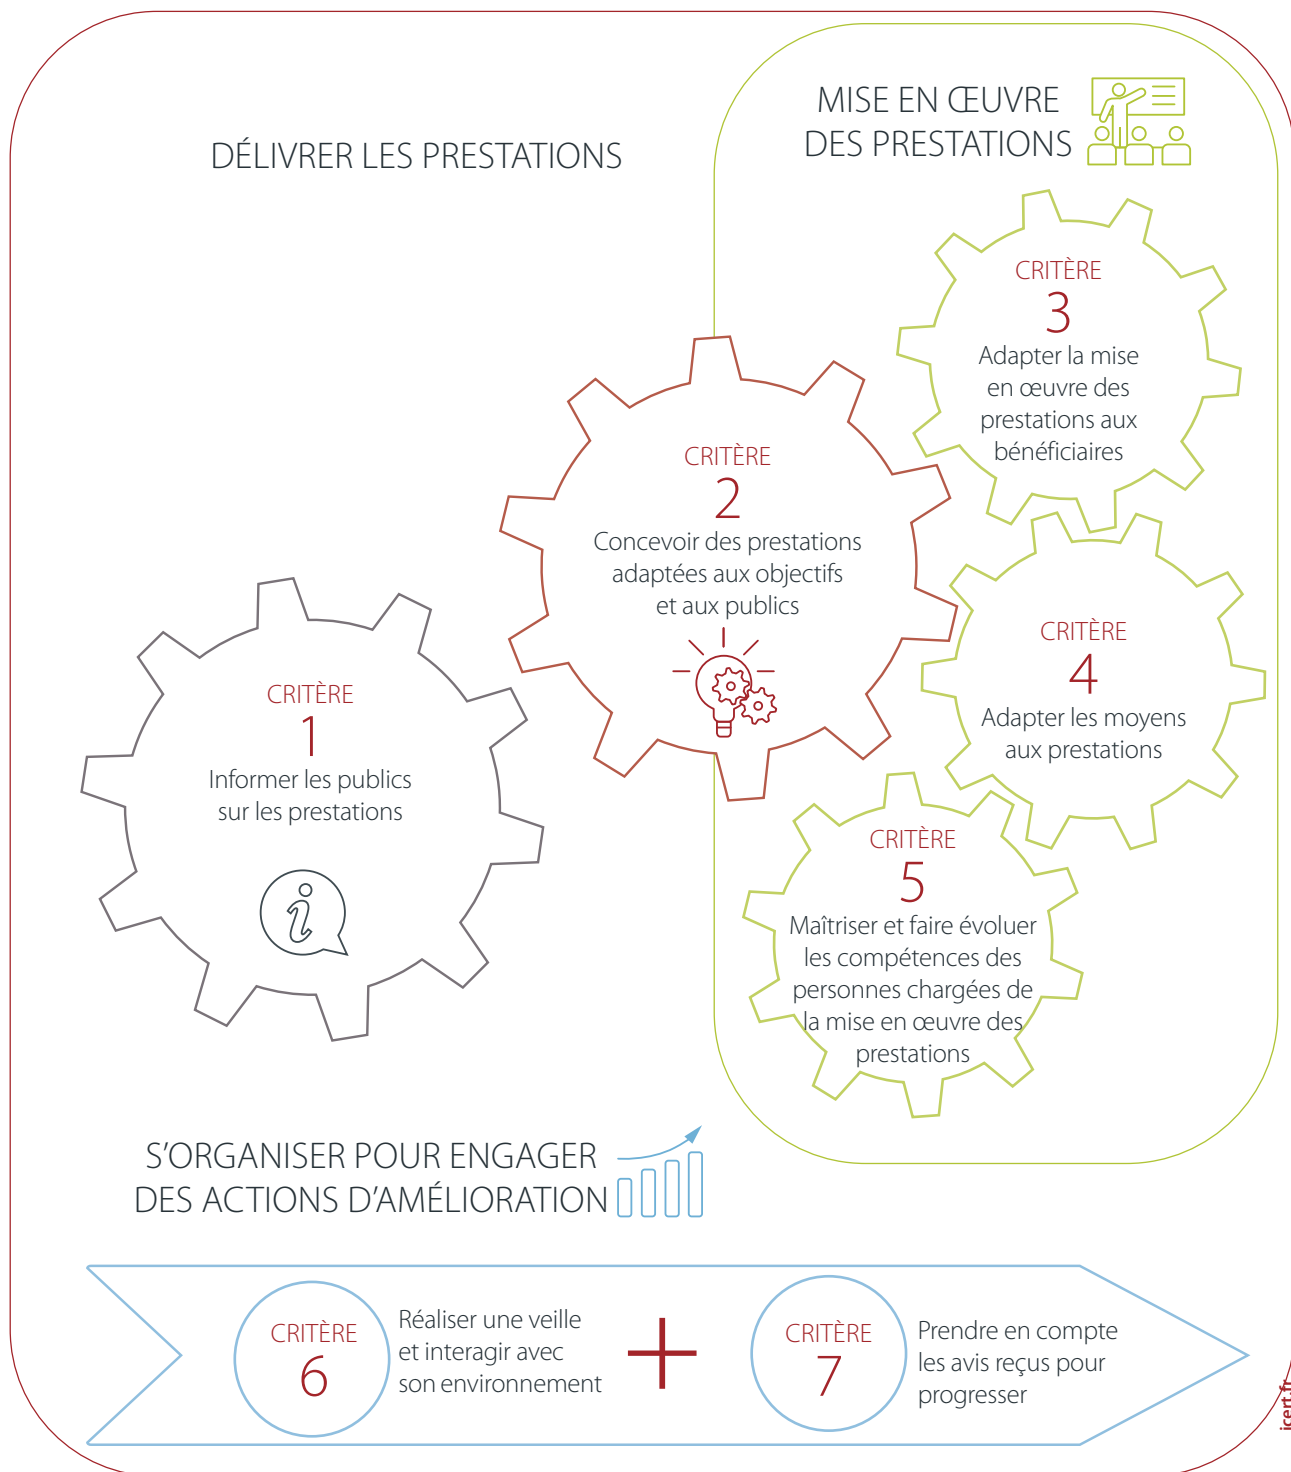 DÉLIVRER LES PRESTATIONS
MISE EN ŒUVRE
DES PRESTATIONS
CRITÈRE
1
Informer les publics
sur les prestations
CRITÈRE
2
Concevoir des prestations
adaptées aux objectifs
et aux publics
CRITÈRE
3
Adapter la mise
en œuvre des
prestations aux
bénéficiaires
CRITÈRE
4
Adapter les moyens
aux prestations
CRITÈRE
5
Maîtriser et faire évoluer
les compétences des
personnes chargées de
la mise en œuvre des
prestations
S'ORGANISER POUR ENGAGER
DES ACTIONS D'AMÉLIORATION
CRITÈRE
6
Réaliser une veille
et interagir avec
son environnement
+
CRITÈRE
7
Prendre en compte
les avis reçus pour
progresser
icert.fr